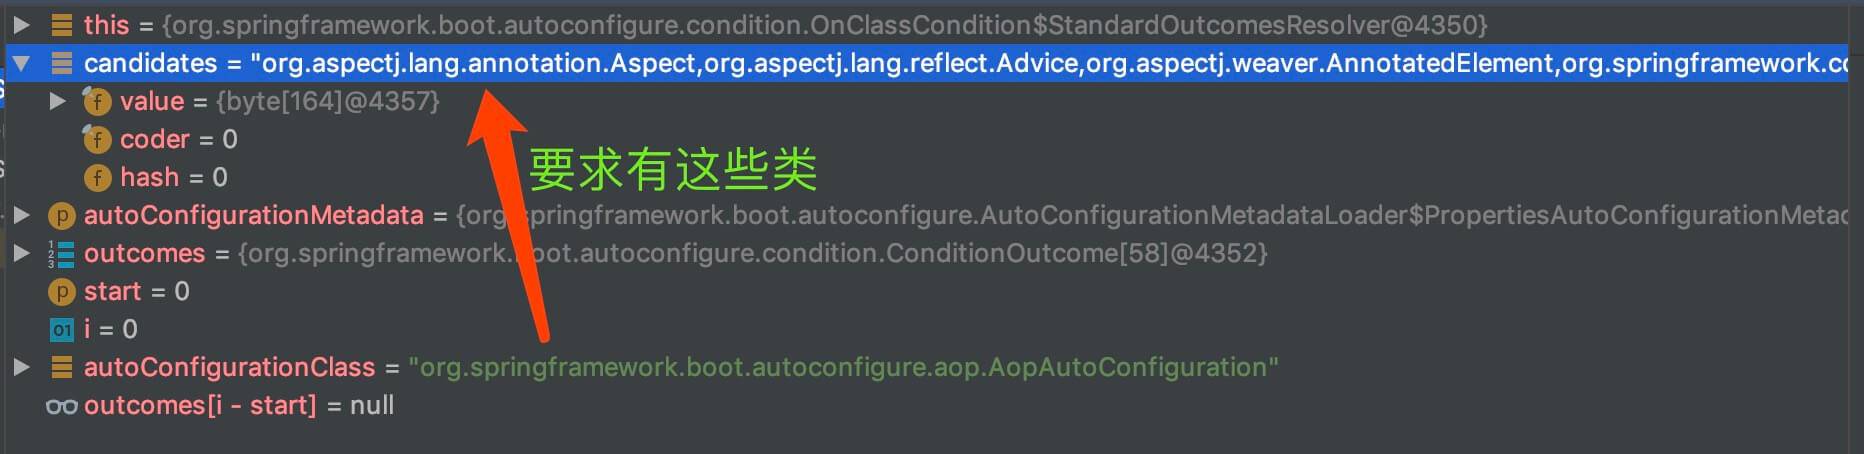 this = {org.springframework.boot.autoconfigure.condition.OnClassCondition$StandardOutcomesResolver@4350}
candidates = "org.aspectj.lang.annotation.Aspect,org.aspectj.lang.reflect.Advice,org.aspectj.weaver.AnnotatedElement,org.springframework.co
value = {byte[164]@4357}
coder = 0
要求有这些类
hash = 0
autoConfigurationMetadata = {org.springframework.boot.autoconfigure.AutoConfigurationMetadataLoader$PropertiesAutoConfigurationMetad
outcomes = {org.springframework.boot.autoconfigure.condition.ConditionOutcome[58]@4352}
start = 0
i = 0
autoConfigurationClass = "org.springframework.boot.autoconfigure.aop.AopAutoConfiguration"
outcomes[i - start] = null